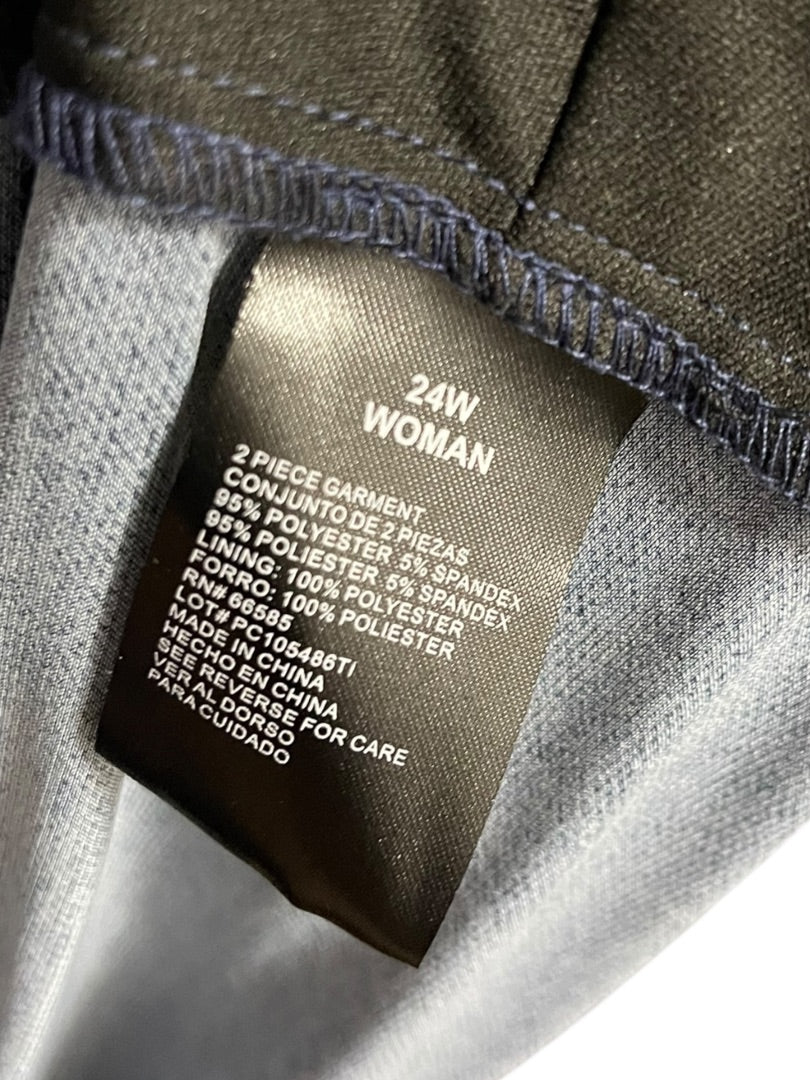 24W
WOMAN
2 PIECE GARMENT
CONJUNTO DE 2 PIEZAS
95% POLYESTER 5% SPANDEX
95% POLIESTER 5% SPANDEX
LINING: 100% POLYESTER
FORRO: 100% POLIESTER
RN# 66585
LOT# PC105486TI
MADE IN CHINA
HECHO EN CHINA
SEE REVERSE FOR CARE
VER AL DORSO
PARA CUIDADO